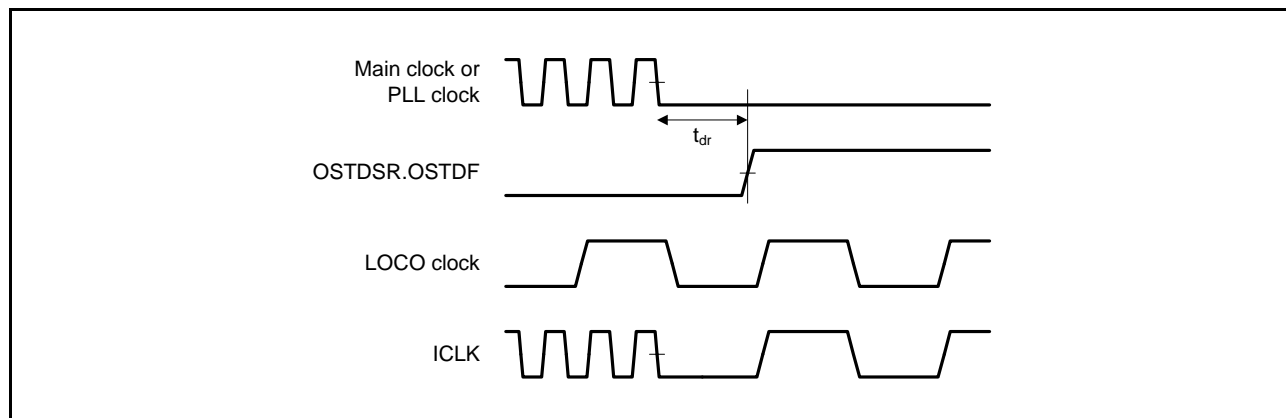 Main clock or
PLL clock
tdr
OSTDSR.OSTDF
LOCO clock
ICLK